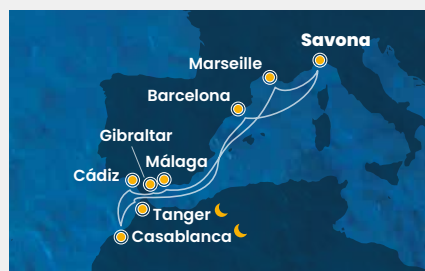 Savona
Marseille
Barcelona
Gibraltar
Málaga
Cádiz
Tanger
Casablanca